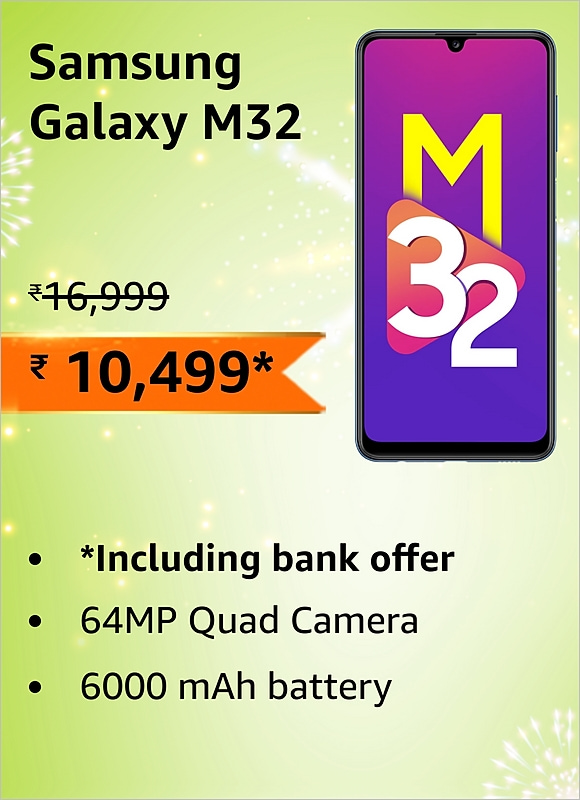 Samsung
Galaxy M32
₹16,999
₹ 10,499*
M
32
• *Including bank offer
• 64MP Quad Camera
• 6000 mAh battery